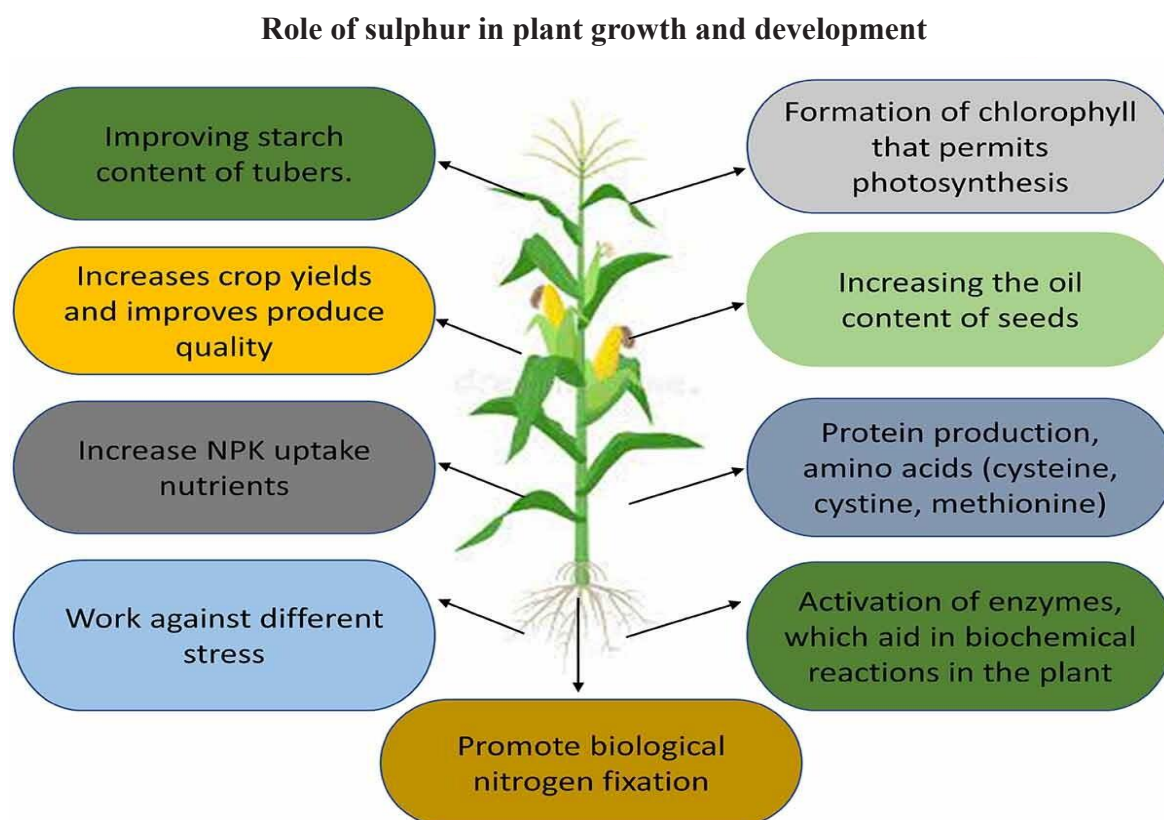 Role of sulphur in plant growth and development
Improving starch
content of tubers.
Formation of chlorophyll
that permits
photosynthesis
Increases crop yields
and improves produce
quality
Increasing the oil
content of seeds
Increase NPK uptake
nutrients
Protein production,
amino acids (cysteine,
cystine, methionine)
Work against different
stress
Activation of enzymes,
which aid in biochemical
reactions in the plant
Promote biological
nitrogen fixation